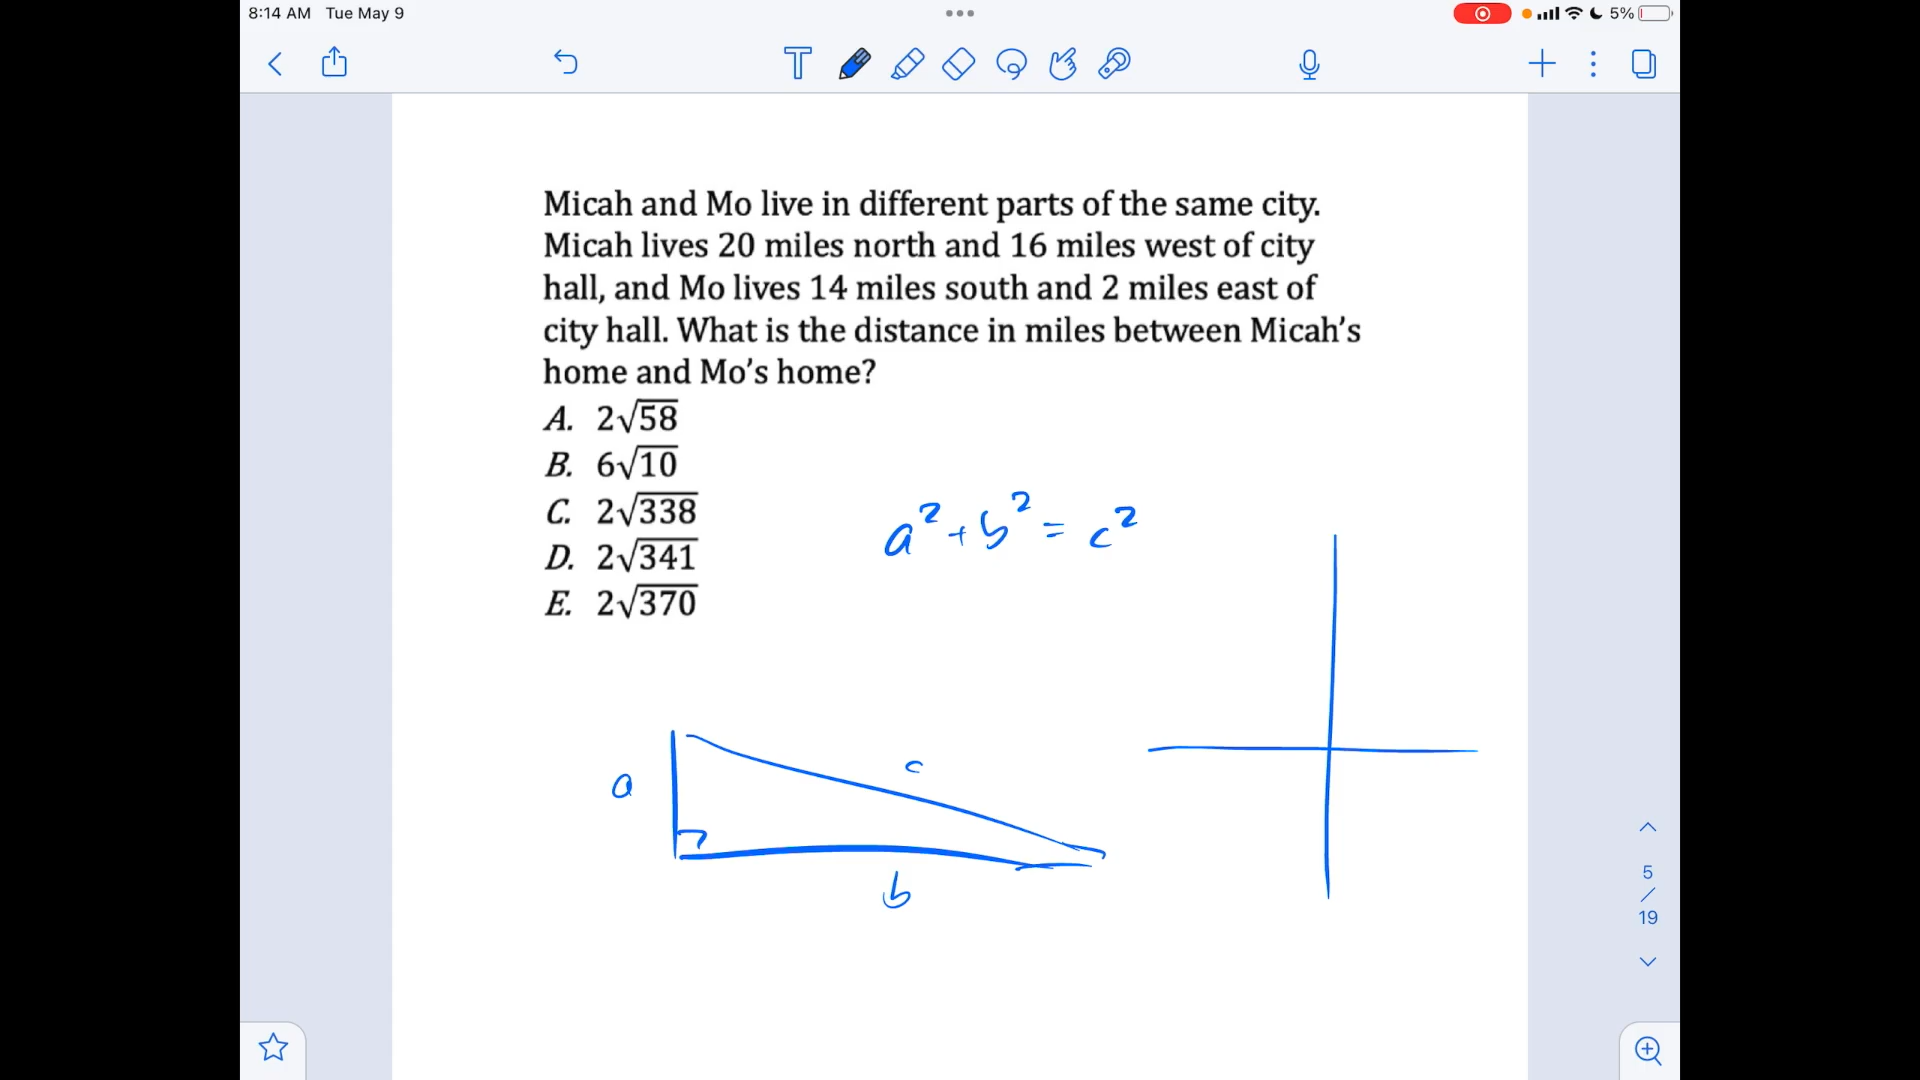 8:14 AM Tue May 9
5%
Micah and Mo live in different parts of the same city.
Micah lives 20 miles north and 16 miles west of city
hall, and Mo lives 14 miles south and 2 miles east of
city hall. What is the distance in miles between Micah's
home and Mo's home?
A. 2√58
B. 6√10
C. 2√338
D. 2√341
E. 2√370
a² + b² = c²
a
c
b
5
/
19